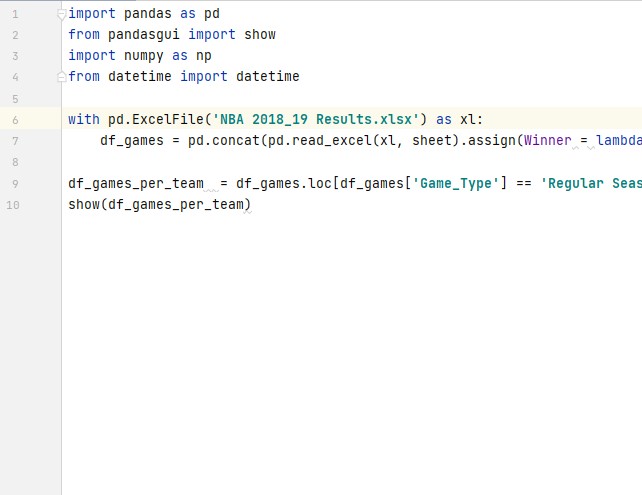 1 import pandas as pd
2 from pandasgui import show
3 import numpy as np
4 from datetime import datetime
5
6 with pd.ExcelFile('NBA 2018_19 Results.xlsx') as xl:
7 df_games = pd.concat(pd.read_excel(xl, sheet).assign(Winner = lambda
8
9 df_games_per_team = df_games.loc[df_games['Game_Type'] == 'Regular Seas
10 show(df_games_per_team)